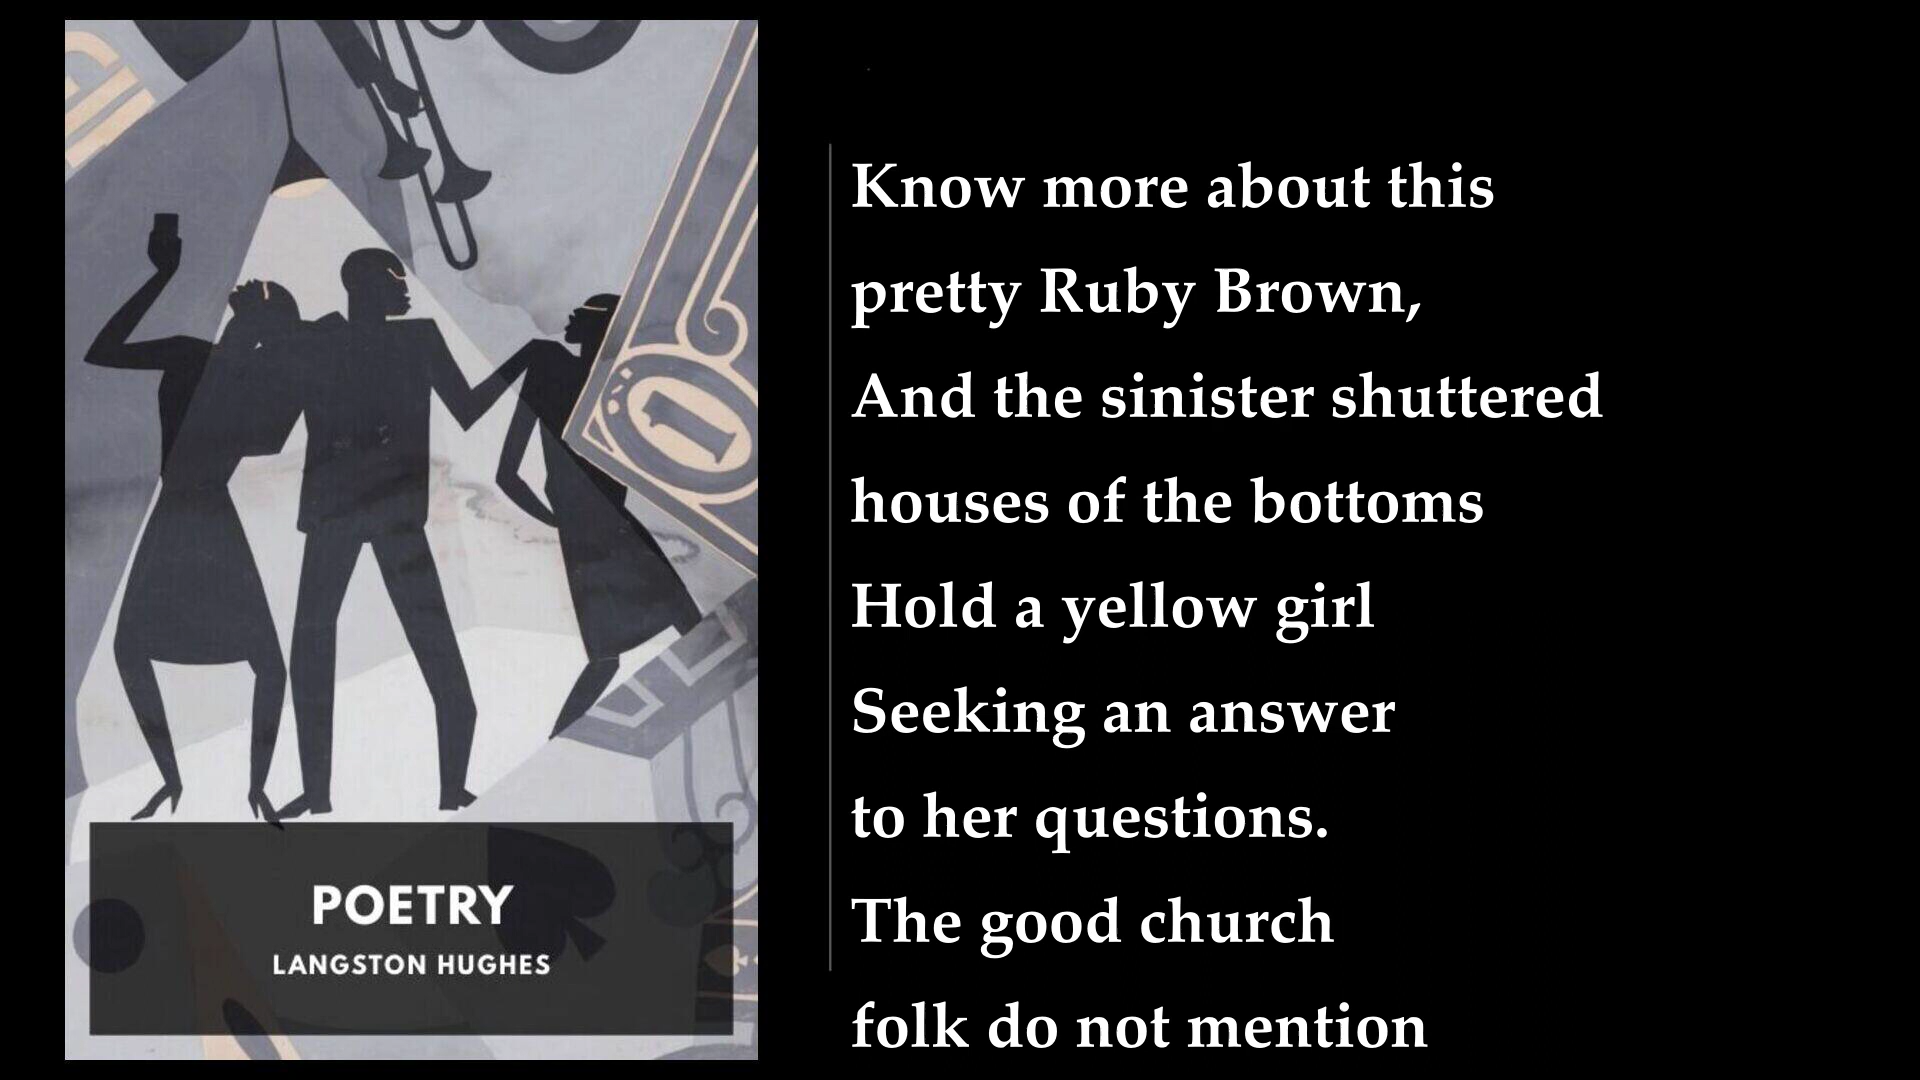 POETRY
LANGSTON HUGHES
Know more about this
pretty Ruby Brown,
And the sinister shuttered
houses of the bottoms
Hold a yellow girl
Seeking an answer
to her questions.
The good church
folk do not mention